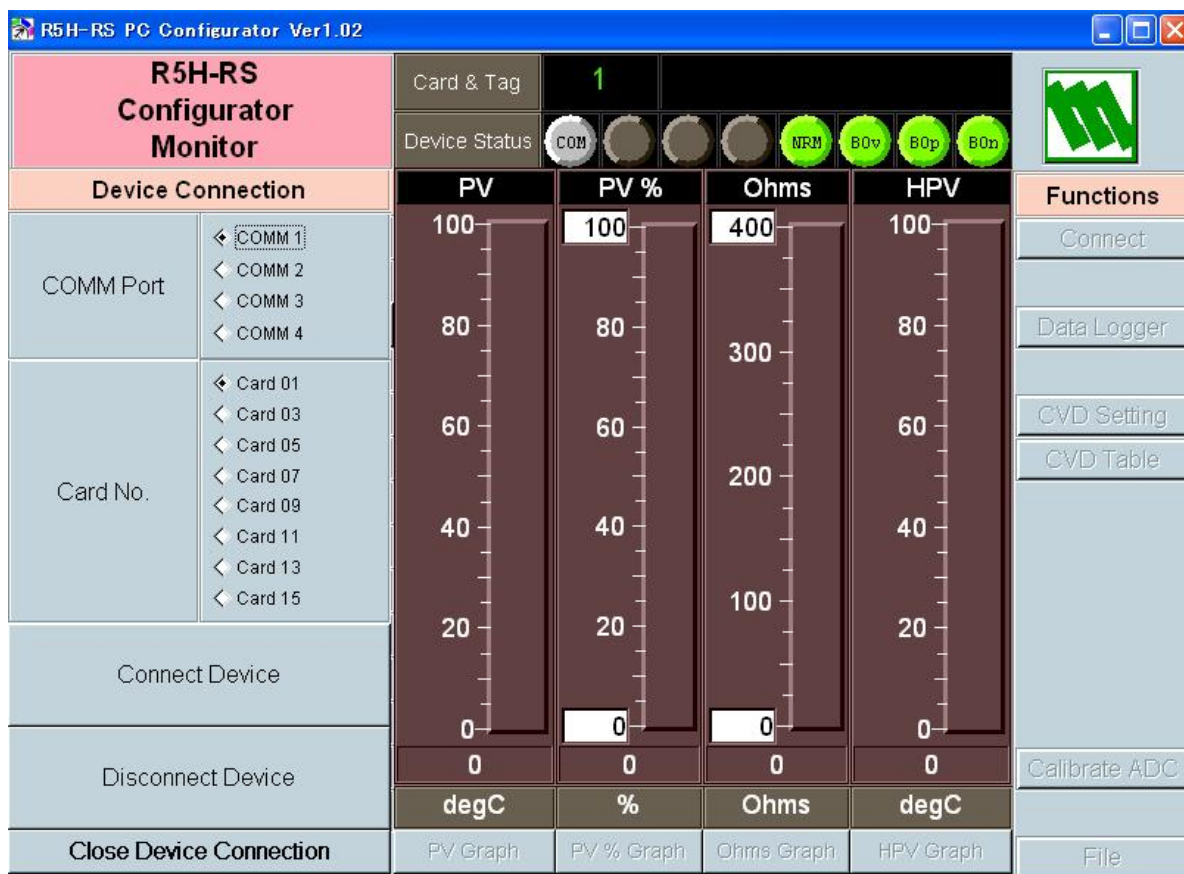 R5H-RS PC Configurator Ver1.02
R5H-RS
Configurator
Monitor
Card & Tag
1
Device Status
COM
NRM
BOv
BOp
BOn
Device Connection
COMM Port
COMM 1
COMM 2
COMM 3
COMM 4
Card No.
Card 01
Card 03
Card 05
Card 07
Card 09
Card 11
Card 13
Card 15
Connect Device
Disconnect Device
Close Device Connection
PV
100
80
60
40
20
0
0
degC
PV Graph
PV %
100
80
60
40
20
0
0
%
PV % Graph
Ohms
400
300
200
100
0
0
Ohms
Ohms Graph
HPV
100
80
60
40
20
0
0
degC
HPV Graph
Functions
Connect
Data Logger
CVD Setting
CVD Table
Calibrate ADC
File